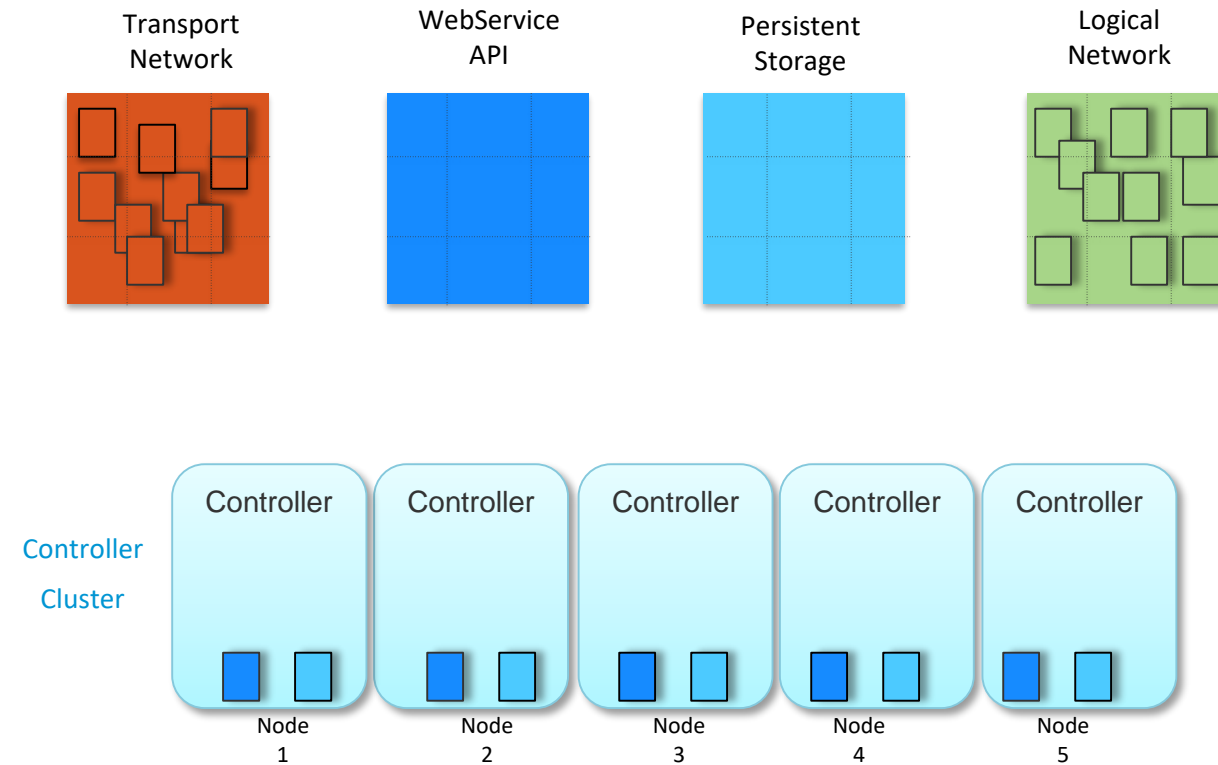 Transport
Network
WebService
API
Persistent
Storage
Logical
Network
Controller
Controller
Controller
Controller
Controller
Controller
Cluster
Node
1
Node
2
Node
3
Node
4
Node
5